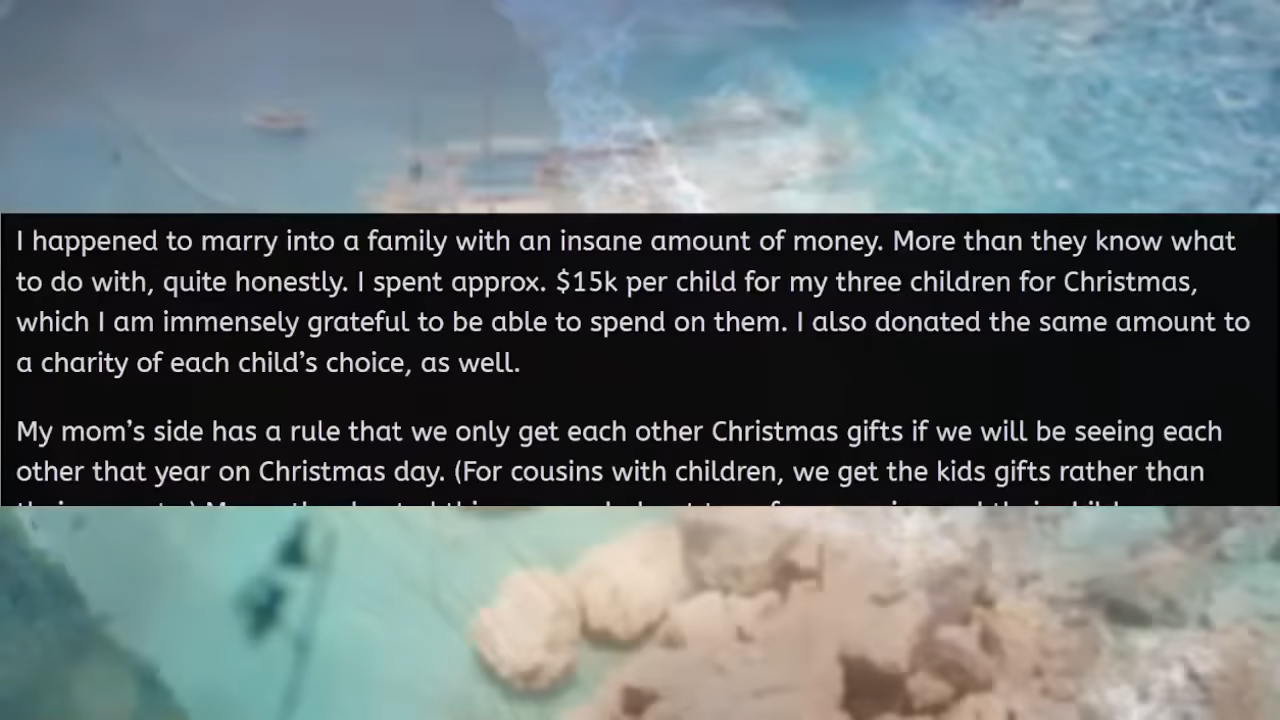 I happened to marry into a family with an insane amount of money. More than they know what
to do with, quite honestly. I spent approx. $15k per child for my three children for Christmas,
which I am immensely grateful to be able to spend on them. I also donated the same amount to
a charity of each child’s choice, as well.
My mom’s side has a rule that we only get each other Christmas gifts if we will be seeing each
other that year on Christmas day. (For cousins with children, we get the kids gifts rather than